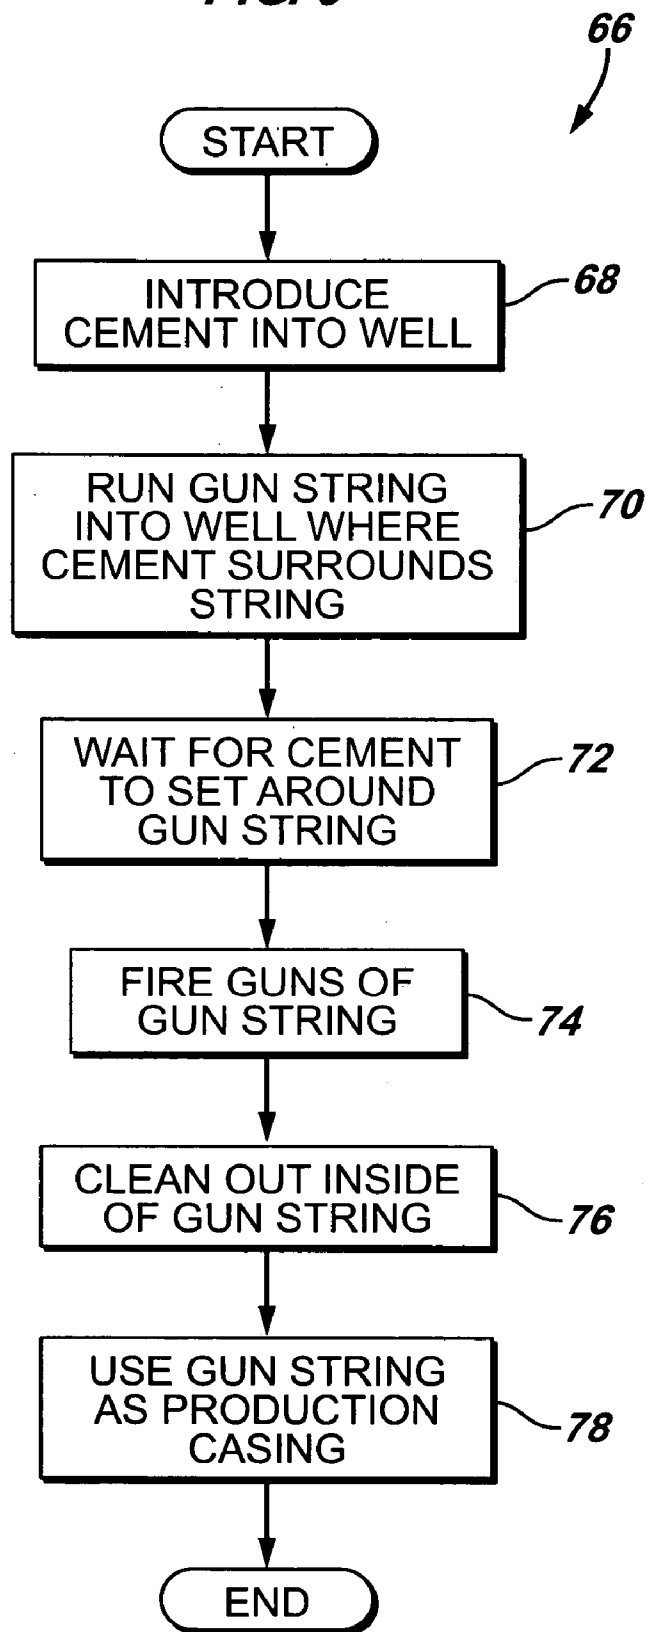 66
START
INTRODUCE
CEMENT INTO WELL
68
RUN GUN STRING
INTO WELL WHERE
CEMENT SURROUNDS
STRING
70
WAIT FOR CEMENT
TO SET AROUND
GUN STRING
72
FIRE GUNS OF
GUN STRING
74
CLEAN OUT INSIDE
OF GUN STRING
76
USE GUN STRING
AS PRODUCTION
CASING
78
END